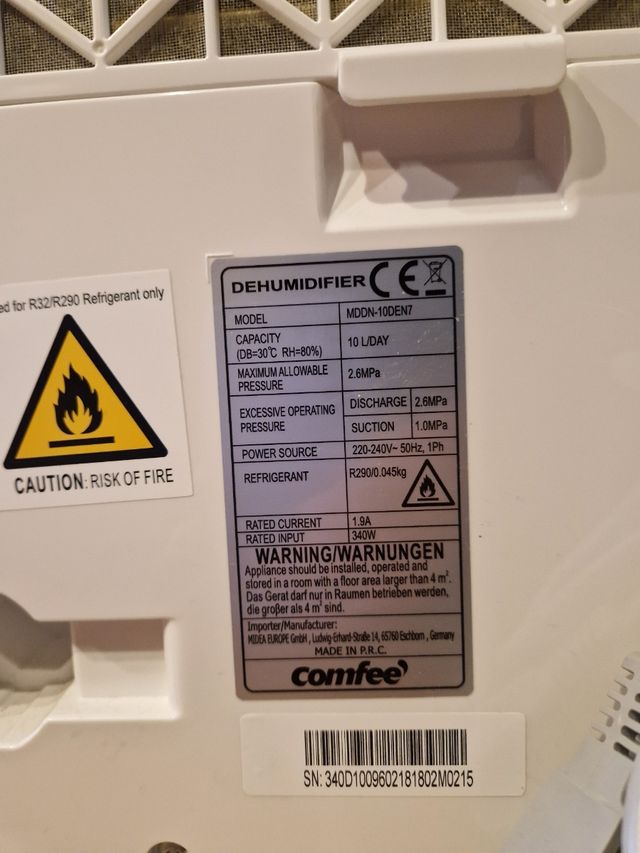 ed for R32/R290 Refrigerant only
CAUTION: RISK OF FIRE
DEHUMIDIFIER CE
MODEL MDDN-10DEN7
CAPACITY
(DB=30℃ RH=80%) 10 L/DAY
MAXIMUM ALLOWABLE
PRESSURE 2.6MPa
EXCESSIVE OPERATING
PRESSURE
DISCHARGE 2.6MPa
SUCTION 1.0MPa
POWER SOURCE 220-240V~ 50Hz, 1Ph
REFRIGERANT R290/0.045kg
RATED CURRENT 1.9A
RATED INPUT 340W
WARNING/WARNUNGEN
Appliance should be installed, operated and
stored in a room with a floor area larger than 4 m².
Das Gerat darf nur in Raumen betrieben werden,
die großer als 4 m² sind.
Importer/Manufacturer:
MIDEA EUROPE GmbH , Ludwig-Erhard-Straße 14, 65760 Eschborn , Germany
MADE IN P.R.C.
comfee'
SN: 340D1009602181802M0215